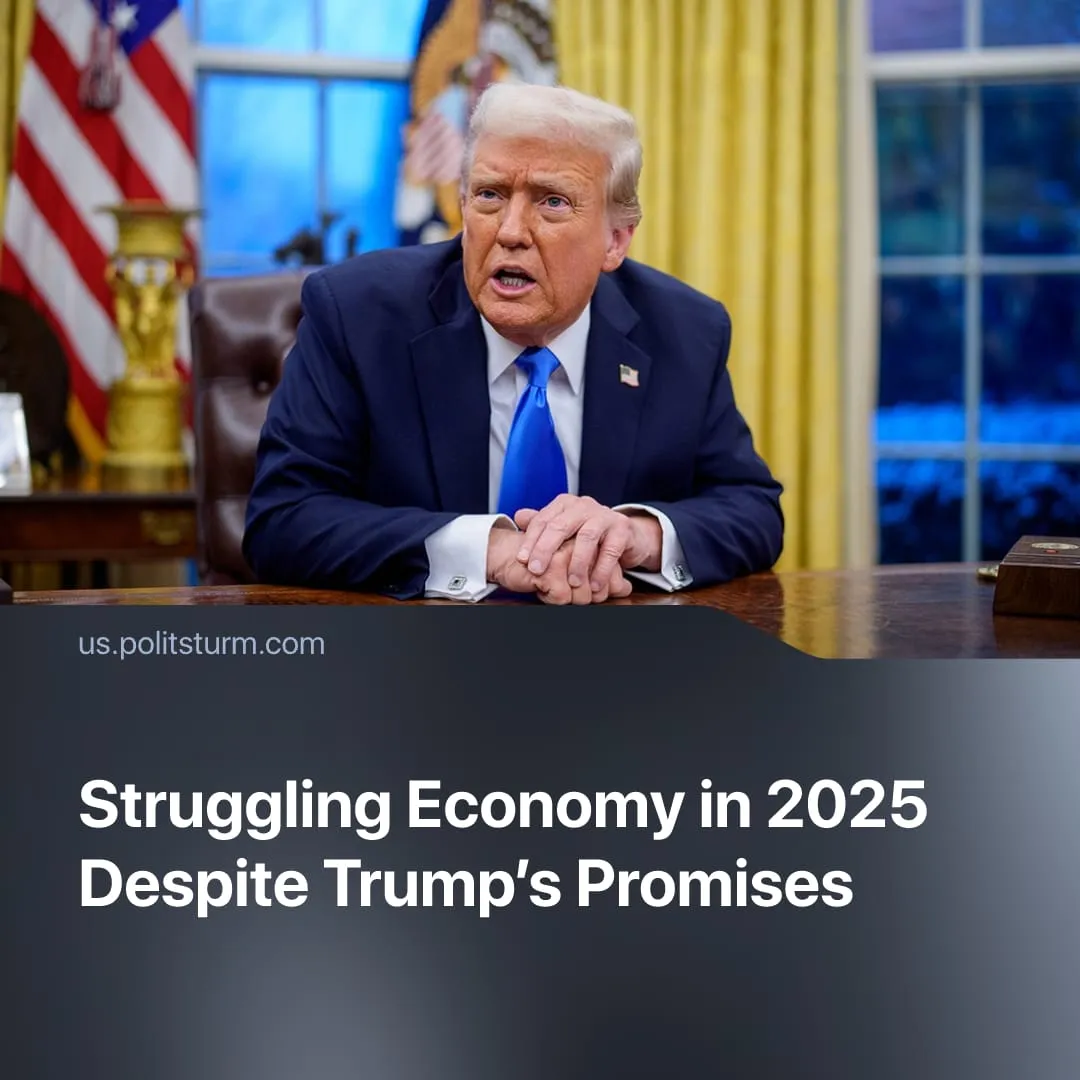 us.politsturm.com
Struggling Economy in 2025
Despite Trump’s Promises